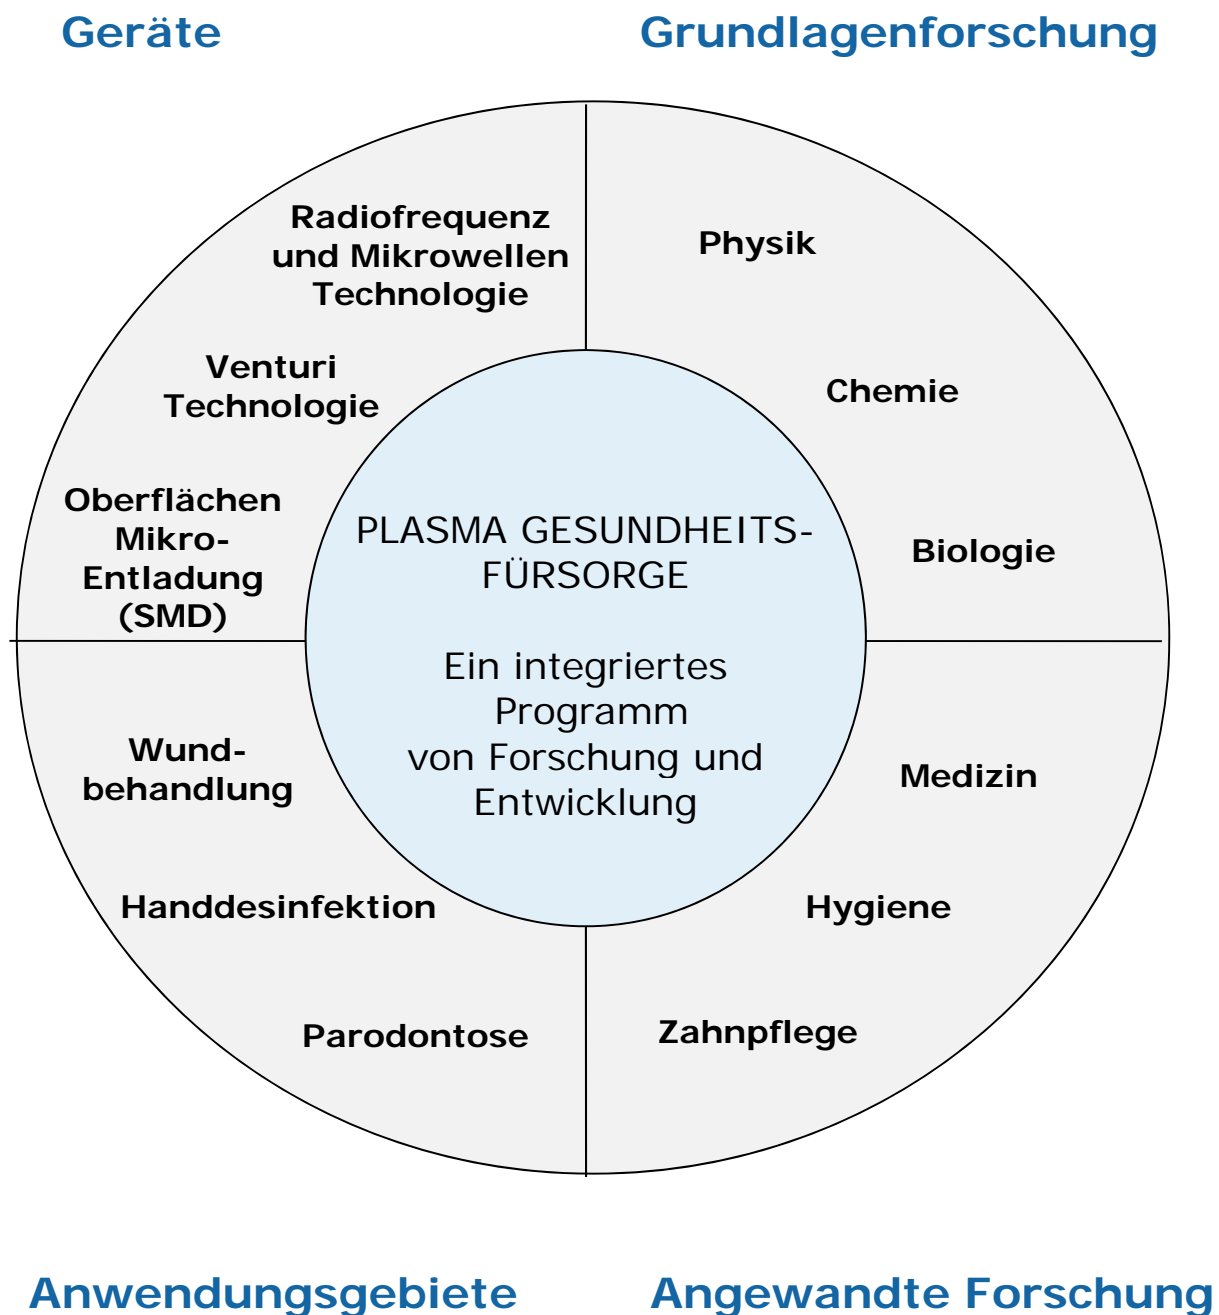 Geräte
Grundlagenforschung
Radiofrequenz
und Mikrowellen
Technologie
Venturi
Technologie
Oberflächen
Mikro-
Entladung
(SMD)
Physik
Chemie
Biologie
PLASMA GESUNDHEITS-
FÜRSORGE
Ein integriertes
Programm
von Forschung und
Entwicklung
Wund-
behandlung
Handdesinfektion
Parodontose
Medizin
Hygiene
Zahnpflege
Anwendungsgebiete
Angewandte Forschung